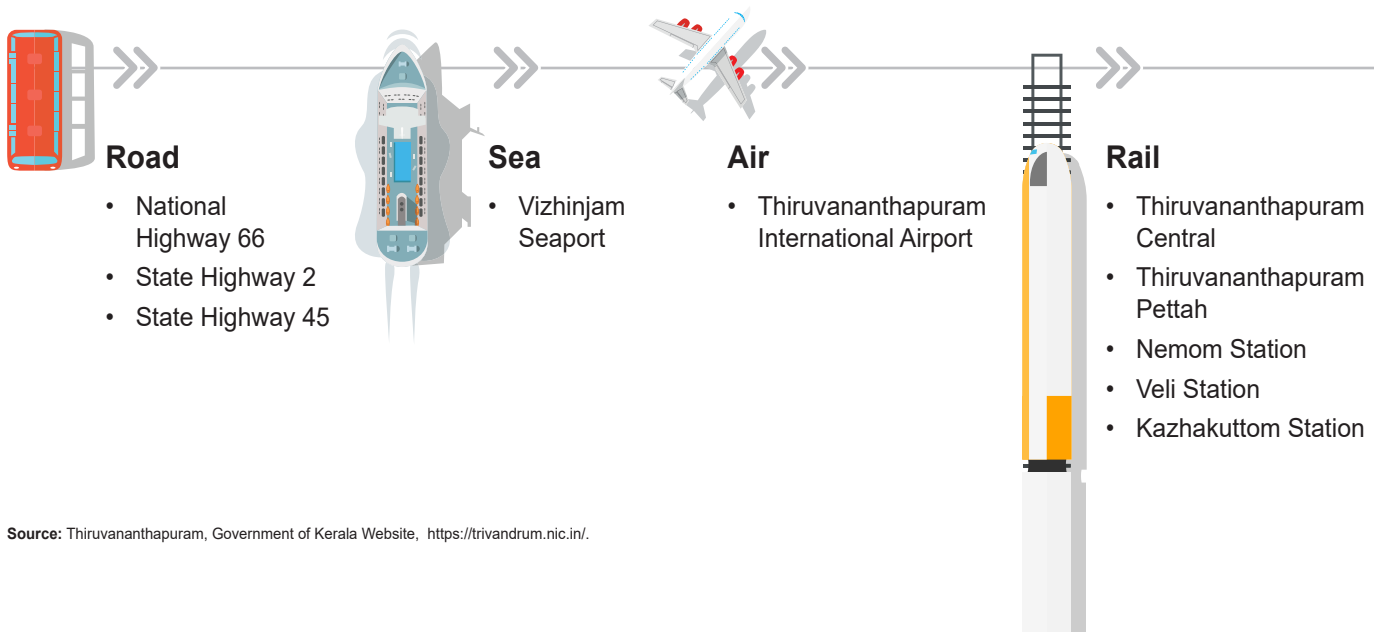 Road
• National
Highway 66
• State Highway 2
• State Highway 45
Sea
• Vizhinjam
Seaport
Air
• Thiruvananthapuram
International Airport
Rail
• Thiruvananthapuram
Central
• Thiruvananthapuram
Pettah
• Nemom Station
• Veli Station
• Kazhakuttom Station
Source: Thiruvananthapuram, Government of Kerala Website, https://trivandrum.nic.in/.